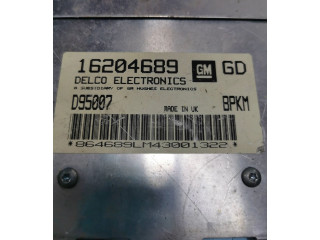 16204689 GM GD
DELCO ELECTRONICS
A SUBSIDIARY OF GM HUGHES ELECTRONICS
D95007 MADE IN UK BPKM
*864689LM43001322*